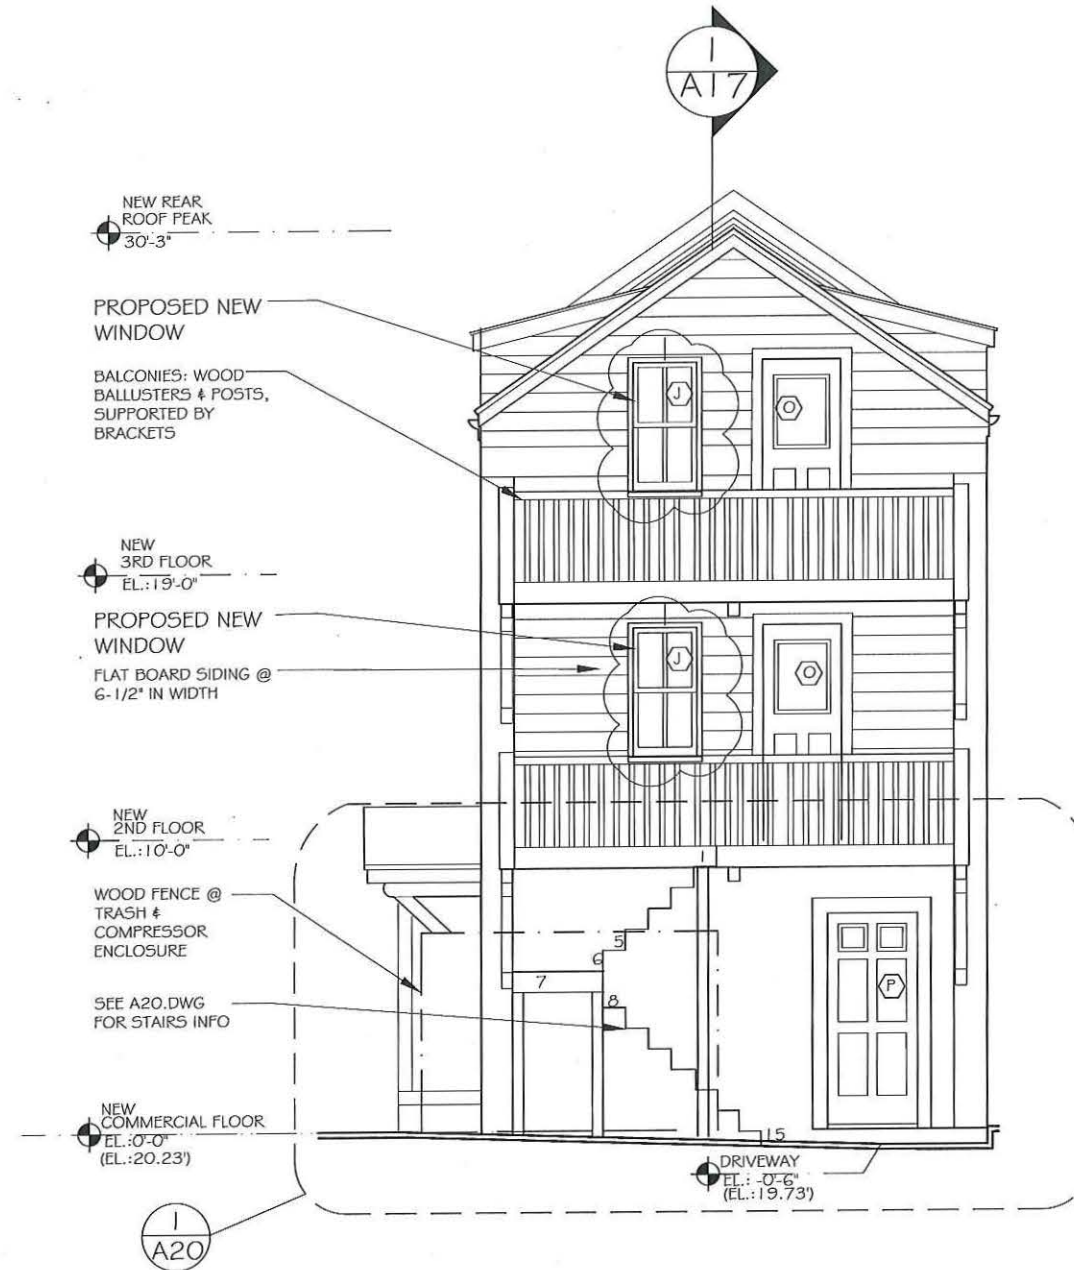 1
A17
NEW REAR
ROOF PEAK
30'-3"
PROPOSED NEW
WINDOW
J
O
BALCONIES: WOOD
BALLUSTERS & POSTS,
SUPPORTED BY
BRACKETS
NEW
3RD FLOOR
EL.:19'-0"
PROPOSED NEW
WINDOW
J
O
FLAT BOARD SIDING @
6-1/2" IN WIDTH
NEW
2ND FLOOR
EL.:10'-0"
1
WOOD FENCE @
TRASH &
COMPRESSOR
ENCLOSURE
5
6
7
P
8
SEE A20.DWG
FOR STAIRS INFO
NEW
COMMERCIAL FLOOR
EL.:0'-0"
(EL.:20.23')
15
DRIVEWAY
EL.: -0'-6"
(EL.:19.73')
1
A20